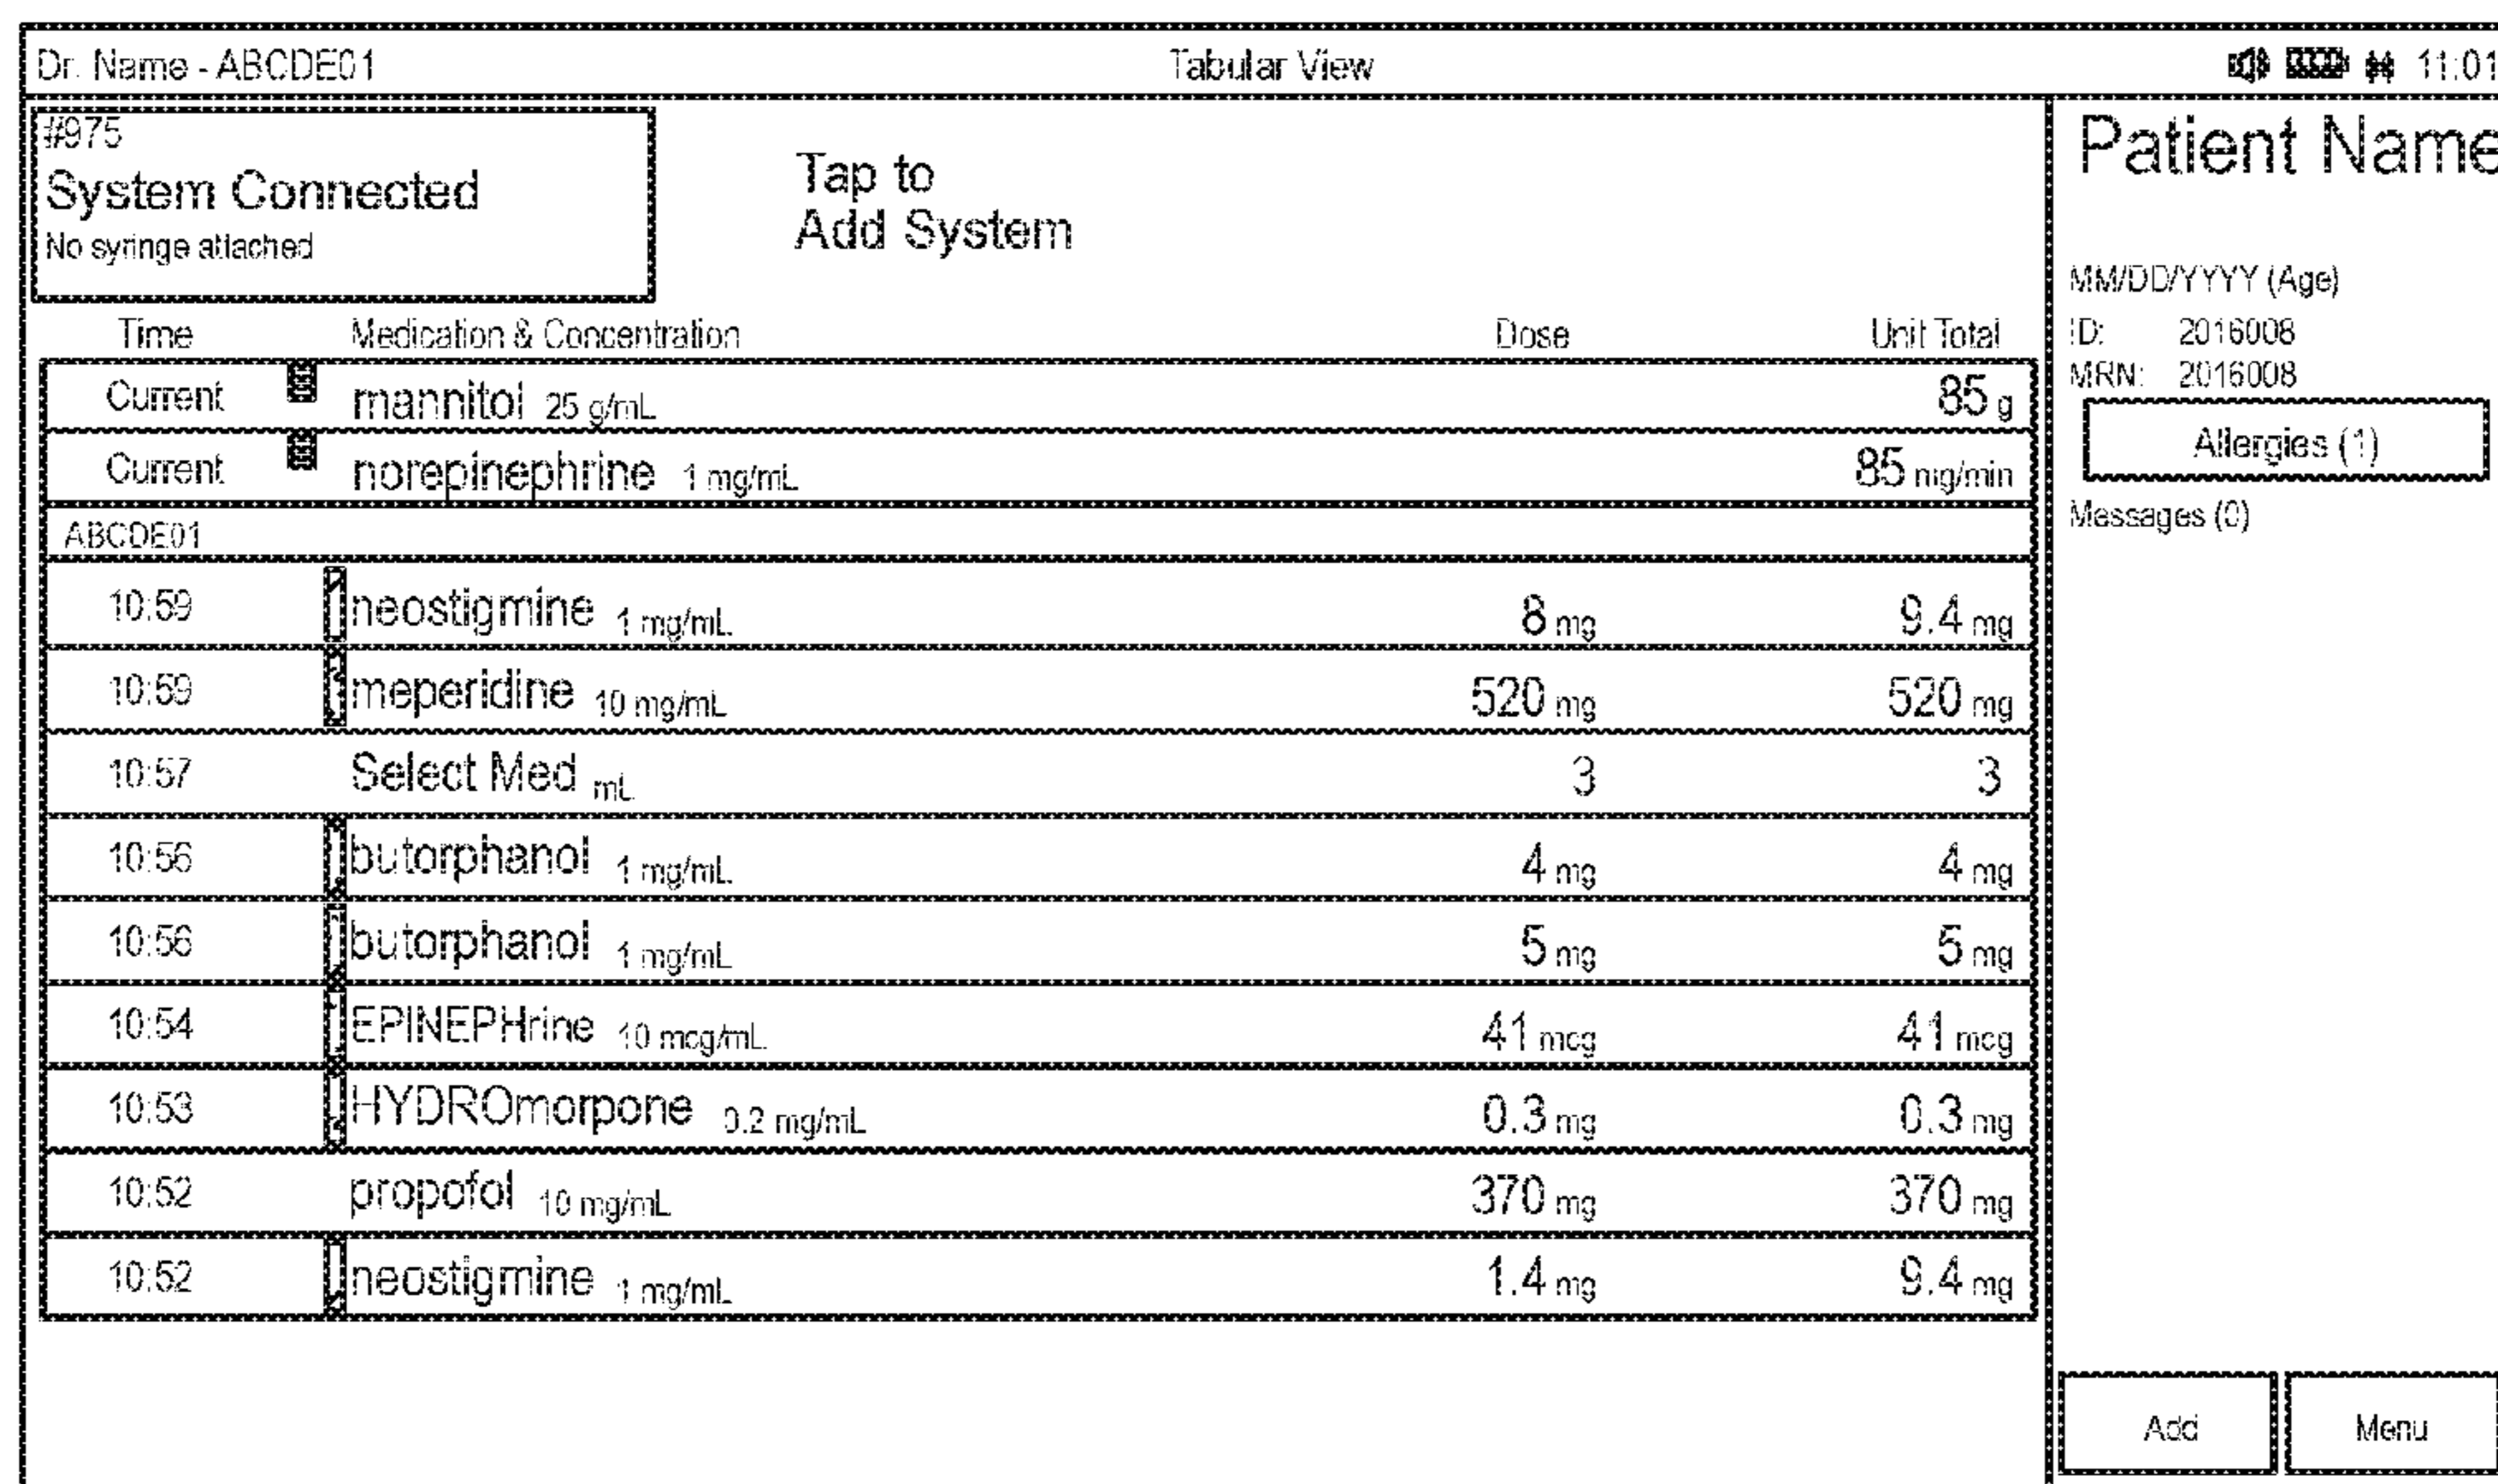 Dr. Name - ABCDE01 Tabular View 11:01
#975
System Connected
No syringe attached
Tap to
Add System
Time Medication & Concentration Dose Unit Total
Current mannitol 25 g/mL 85 g
Current norepinephrine 1 mg/mL 85 mg/min
ABCDE01
10:59 neostigmine 1 mg/mL 8 mg 9.4 mg
10:59 meperidine 10 mg/mL 520 mg 520 mg
10:57 Select Med mL 3 3
10:56 butorphanol 1 mg/mL 4 mg 4 mg
10:56 butorphanol 1 mg/mL 5 mg 5 mg
10:54 EPINEPHrine 10 mcg/mL 41 mcg 41 mcg
10:53 HYDROmorpone 0.2 mg/mL 0.3 mg 0.3 mg
10:52 propofol 10 mg/mL 370 mg 370 mg
10:52 neostigmine 1 mg/mL 1.4 mg 9.4 mg
Patient Name
MM/DD/YYYY (Age)
ID: 2016008
MRN: 2016008
Allergies (1)
Messages (0)
Add Menu